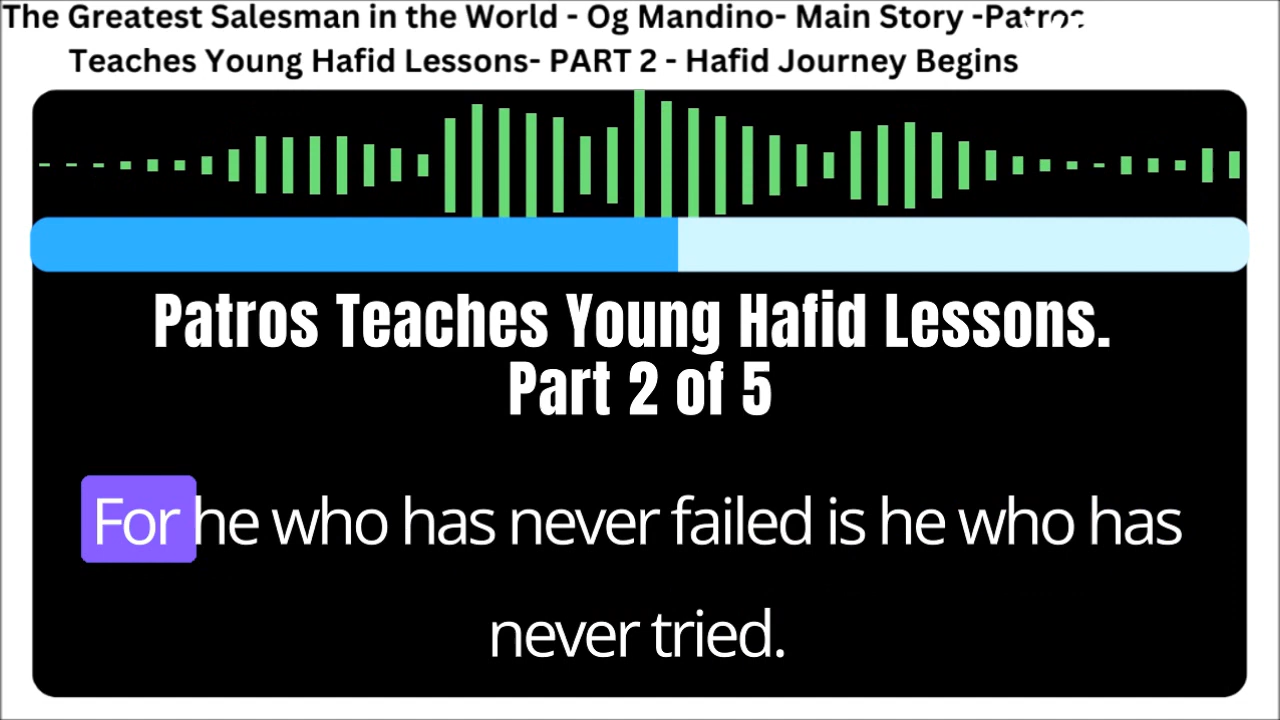 The Greatest Salesman in the World - Og Mandino- Main Story -Patros
Teaches Young Hafid Lessons- PART 2 - Hafid Journey Begins
Patros Teaches Young Hafid Lessons.
Part 2 of 5
For he who has never failed is he who has
never tried.